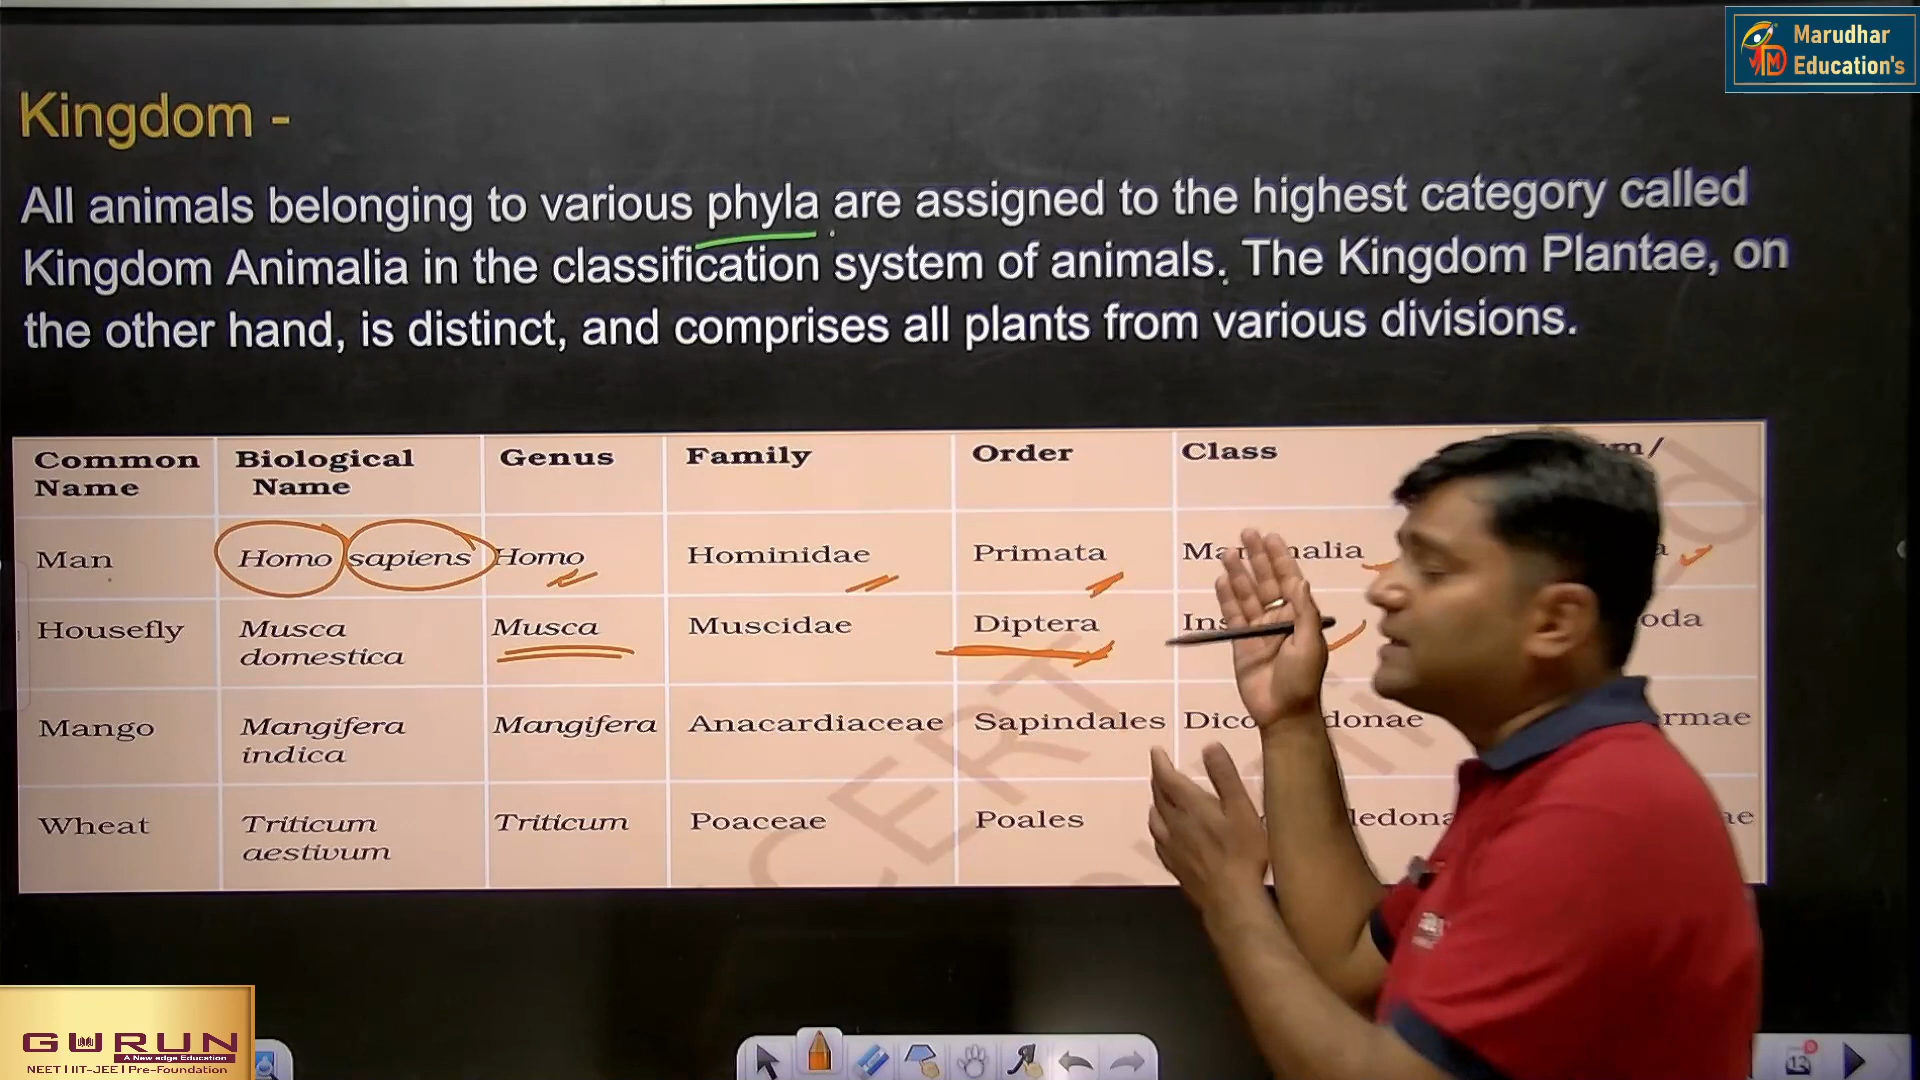 Marudhar
Education's
Kingdom -
All animals belonging to various phyla are assigned to the highest category called
Kingdom Animalia in the classification system of animals. The Kingdom Plantae, on
the other hand, is distinct, and comprises all plants from various divisions.
Common Name Biological Name Genus Family Order Class
Man Homo sapiens Homo Hominidae Primata
Housefly Musca domestica Musca Muscidae Diptera
Mango Mangifera indica Mangifera Anacardiaceae Sapindales
Wheat Triticum aestivum Triticum Poaceae Poales
GURUKUN
A New edge Education
NEET | IIT-JEE | Pre-Foundation
12